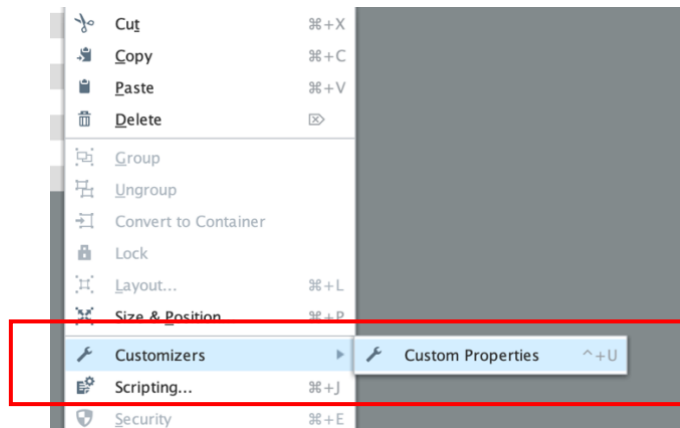 Cut ⌘+X
Copy ⌘+C
Paste ⌘+V
Delete ⌦
Group
Ungroup
Convert to Container
Lock
Layout... ⌘+L
Size & Position ⌘+P
Customizers Custom Properties ^+U
Scripting... ⌘+J
Security ⌘+E